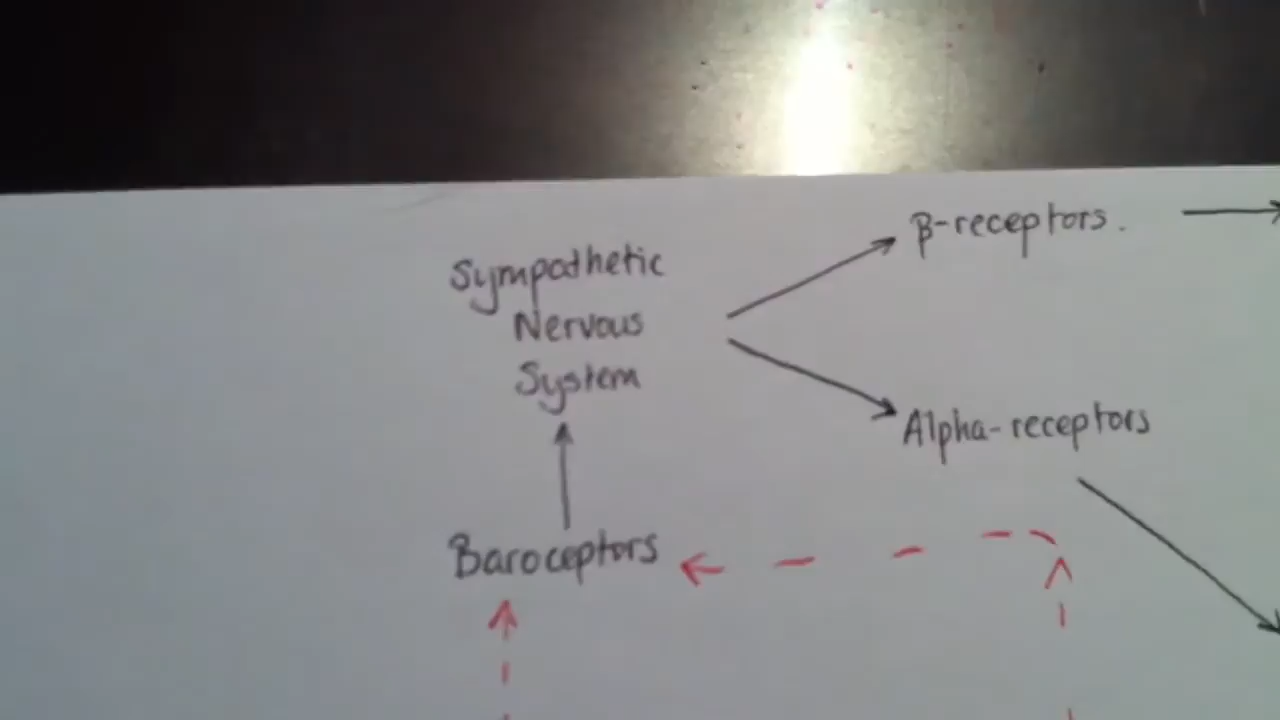 β-receptors.
Sympathetic
Nervous
System
Alpha-receptors
Baroceptors